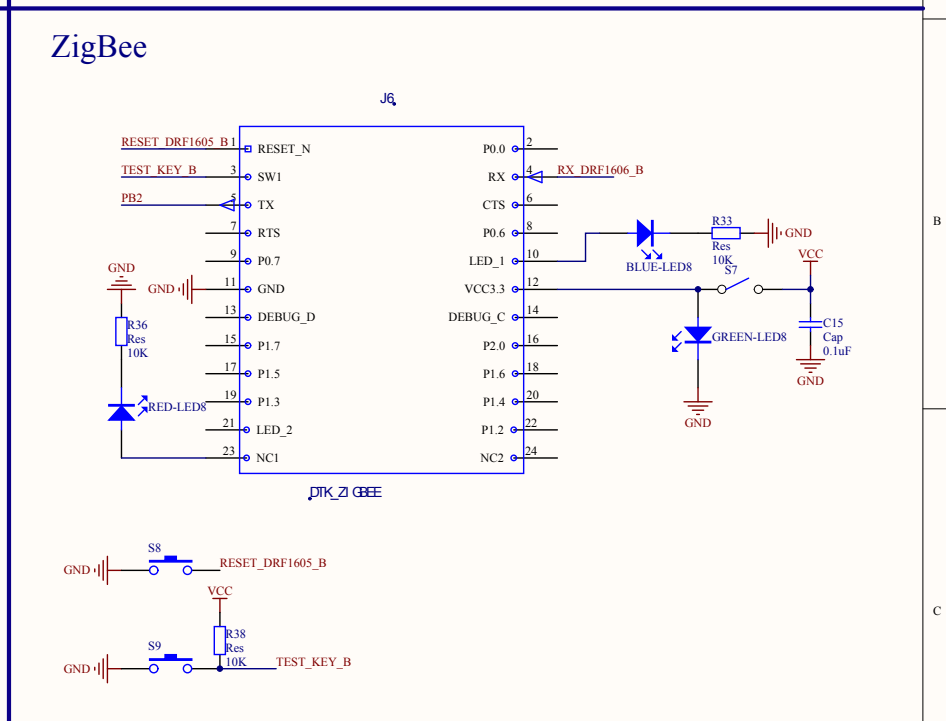 ZigBee
J6
RESET_DRF1605_B 1 RESET_N P0.0 2
TEST_KEY_B 3 SW1 RX 4 RX_DRF1606_B
PB2 5 TX CTS 6
7 RTS P0.6 8
9 P0.7 LED_1 10
11 GND VCC3.3 12
13 DEBUG_D DEBUG_C 14
15 P1.7 P2.0 16
17 P1.5 P1.6 18
19 P1.3 P1.4 20
21 LED_2 P1.2 22
23 NC1 NC2 24
DTK_ZIGBEE
GND
GND
R36
Res
10K
RED-LED8
BLUE-LED8
R33
Res
10K
GND
S7
VCC
GREEN-LED8
GND
C15
Cap
0.1uF
GND
B
S8
GND
RESET_DRF1605_B
VCC
R38
Res
10K
S9
GND
TEST_KEY_B
C